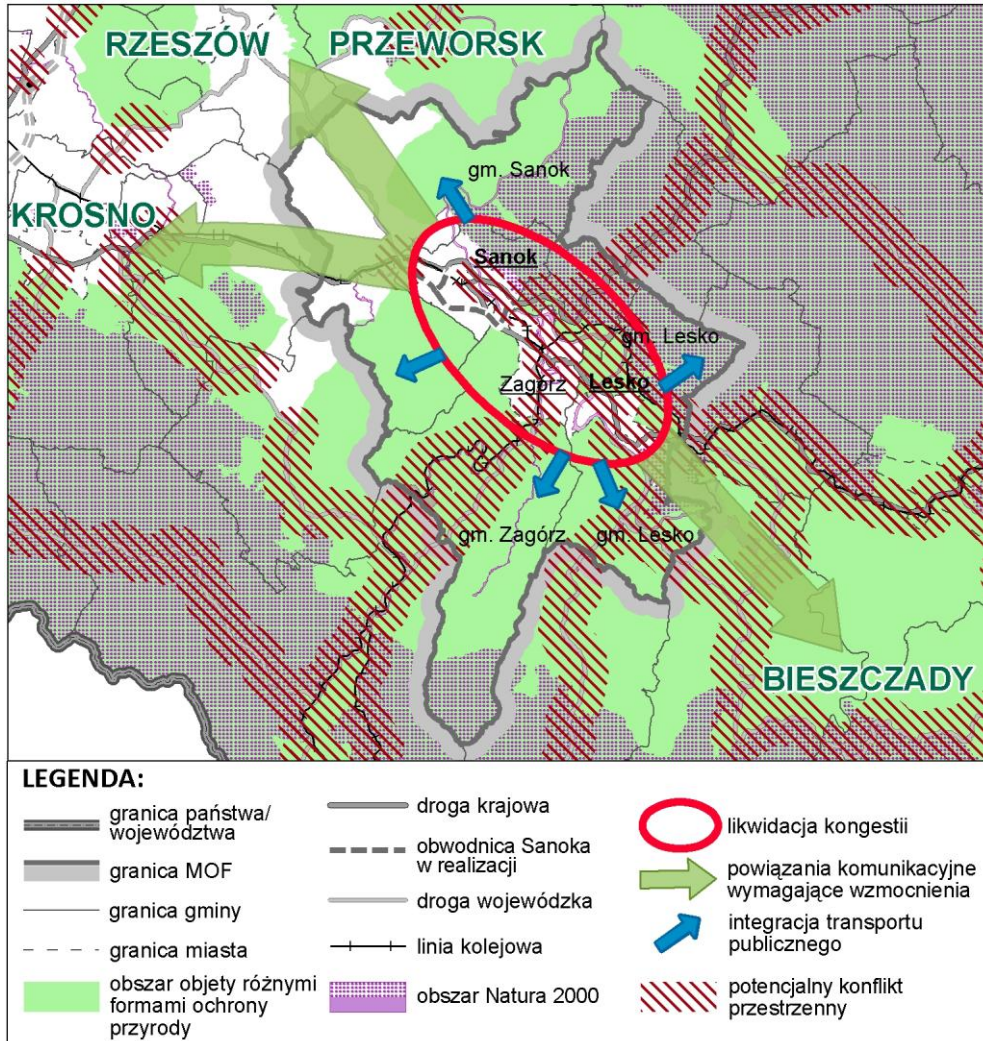 RZESZÓW PRZEWORSK
gm. Sanok
KROSNO
Sanok
gm. Lesko
Zagórz Lesko
gm. Zagórz gm. Lesko
BIESZCZADY
LEGENDA:
granica państwa/
województwa
granica MOF
granica gminy
granica miasta
obszar objety różnymi
formami ochrony
przyrody
droga krajowa
obwodnica Sanoka
w realizacji
droga wojewódzka
linia kolejowa
obszar Natura 2000
likwidacja kongestii
powiązania komunikacyjne
wymagające wzmocnienia
integracja transportu
publicznego
potencjalny konflikt
przestrzenny